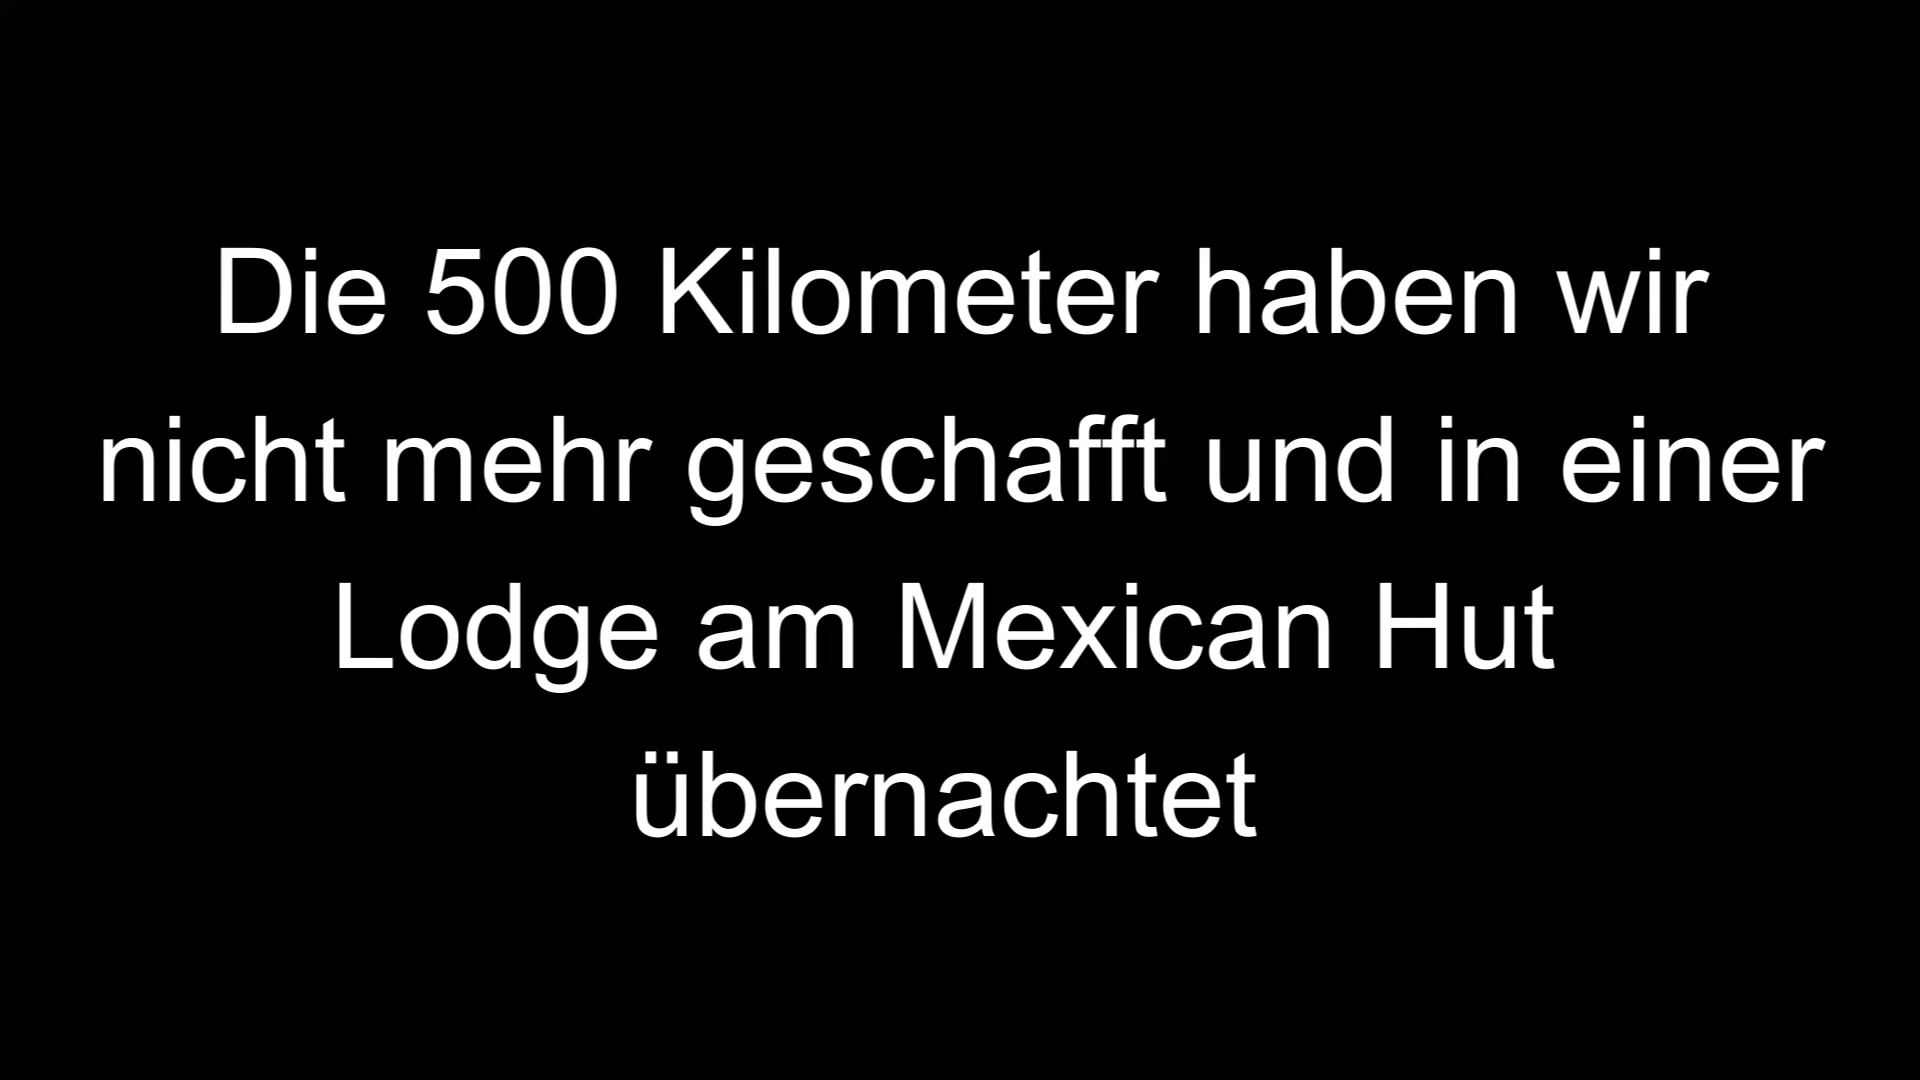 Die 500 Kilometer haben wir
nicht mehr geschafft und in einer
Lodge am Mexican Hut
übernachtet